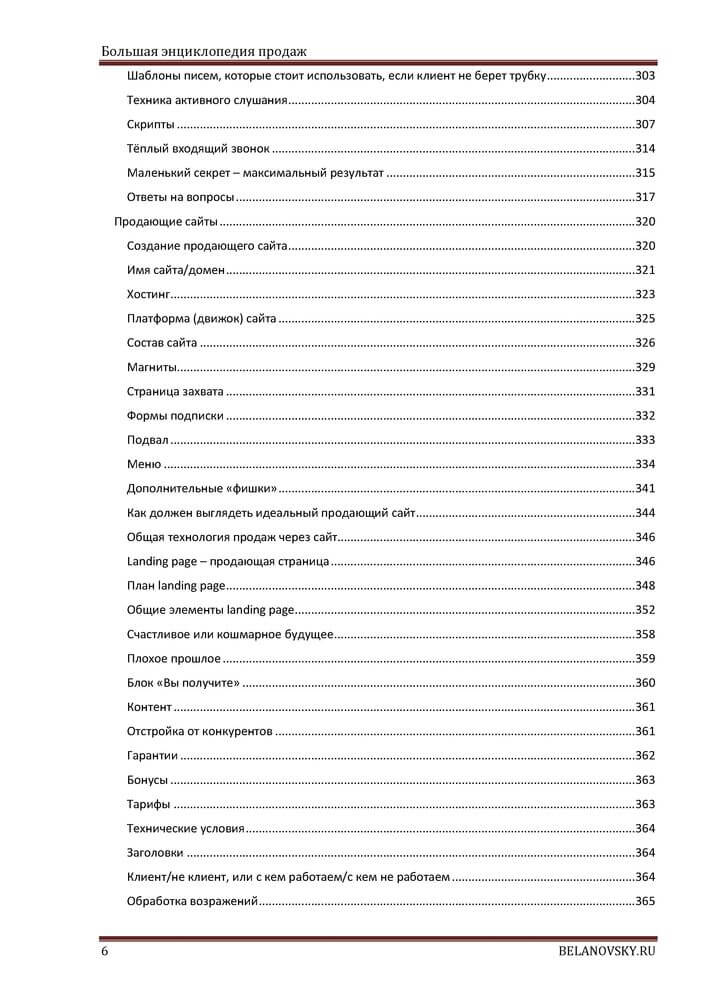 Большая энциклопедия продаж
Шаблоны писем, которые стоит использовать, если клиент не берет трубку...........................303
Техника активного слушания...........................304
Скрипты...........................307
Тёплый входящий звонок...........................314
Маленький секрет – максимальный результат...........................315
Ответы на вопросы...........................317
Продающие сайты...........................320
Создание продающего сайта...........................320
Имя сайта/домен...........................321
Хостинг...........................323
Платформа (движок) сайта...........................325
Состав сайта...........................326
Магниты...........................329
Страница захвата...........................331
Формы подписки...........................332
Подвал...........................333
Меню...........................334
Дополнительные «фишки»...........................341
Как должен выглядеть идеальный продающий сайт...........................344
Общая технология продаж через сайт...........................346
Landing page – продающая страница...........................346
План landing page...........................348
Общие элементы landing page...........................352
Счастливое или кошмарное будущее...........................358
Плохое прошлое...........................359
Блок «Вы получите»...........................360
Контент...........................361
Отстройка от конкурентов...........................361
Гарантии...........................362
Бонусы...........................363
Тарифы...........................363
Технические условия...........................364
Заголовки...........................364
Клиент/не клиент, или с кем работаем/с кем не работаем...........................364
Обработка возражений...........................365
6 BELANOVSKY.RU